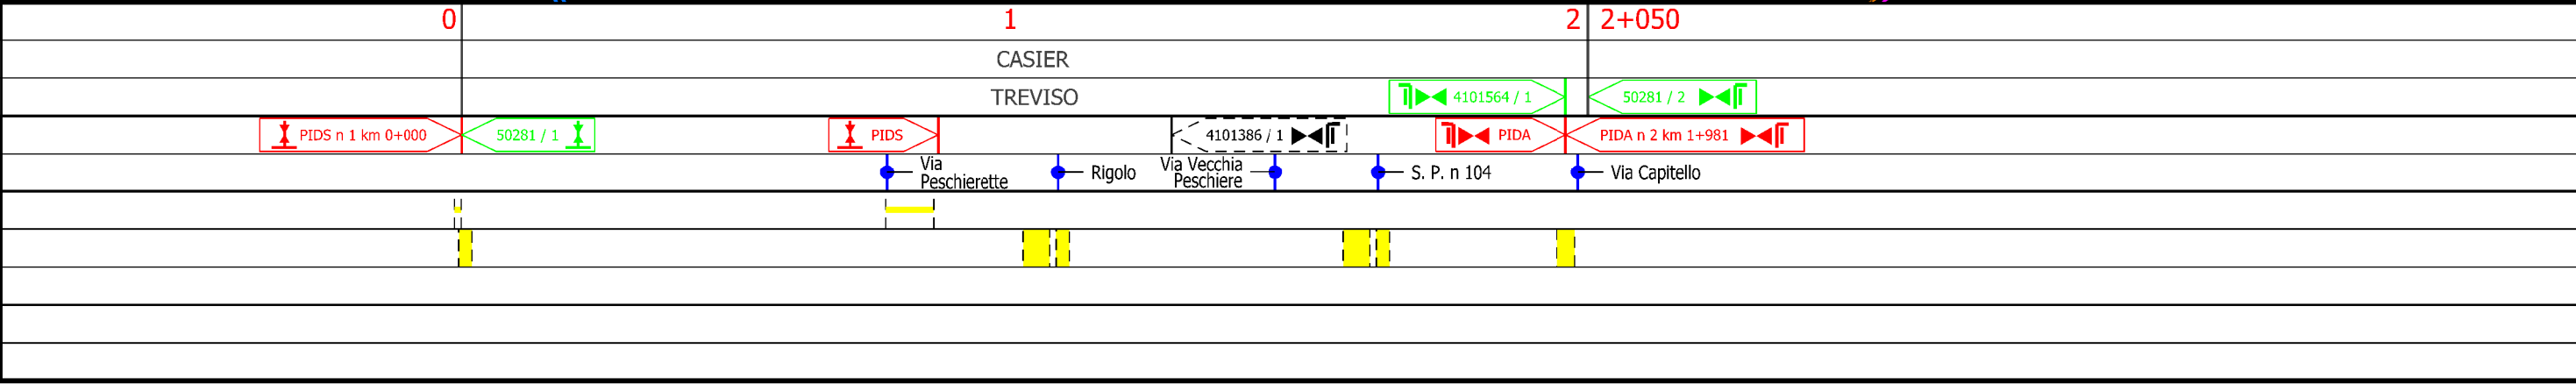 0 1 2 2+050
CASIER
TREVISO 4101564 / 1 50281 / 2
PIDS n 1 km 0+000 50281 / 1 PIDS 4101386 / 1 PIDA PIDA n 2 km 1+981
Via
Peschierette
Rigolo
Via Vecchia
Peschiere
S. P. n 104
Via Capitello